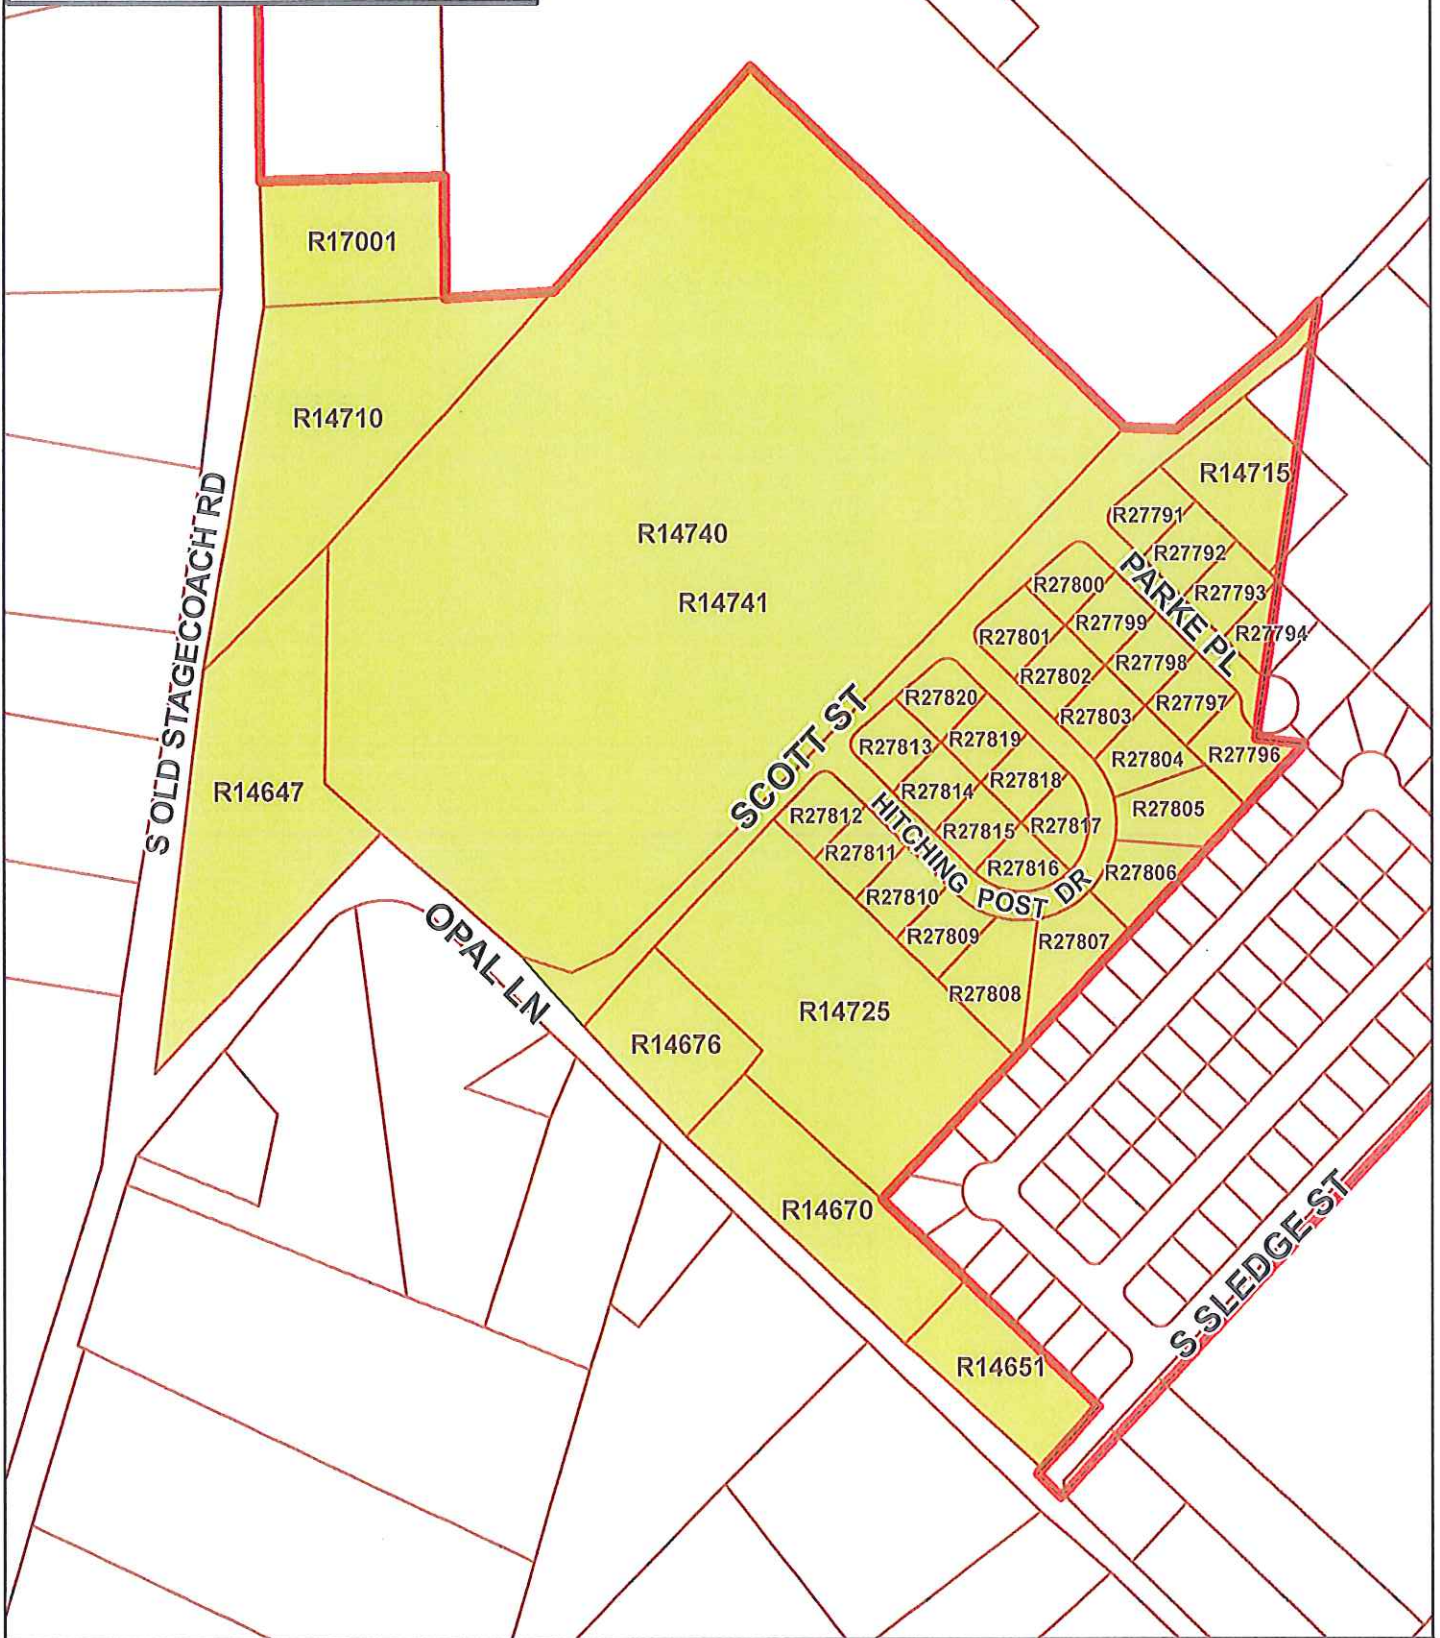 R17001
R14710
R14715
R27791
R14740
R27792
R27800
R27793
PARKE PL
R14741
R27799
R27801
R27794
R27798
R27802
S OLD STAGECOACH RD
R27820
R27797
R27803
R27819
R27813
R27796
R27804
SCOTT ST
R27818
R14647
R27814
R27805
R27812
R27817
R27815
HITCHING POST DR
R27811
R27816
R27806
R27810
R27809
R27807
OPAL LN
R27808
R14725
R14676
R14670
S SLEDGE ST
R14651